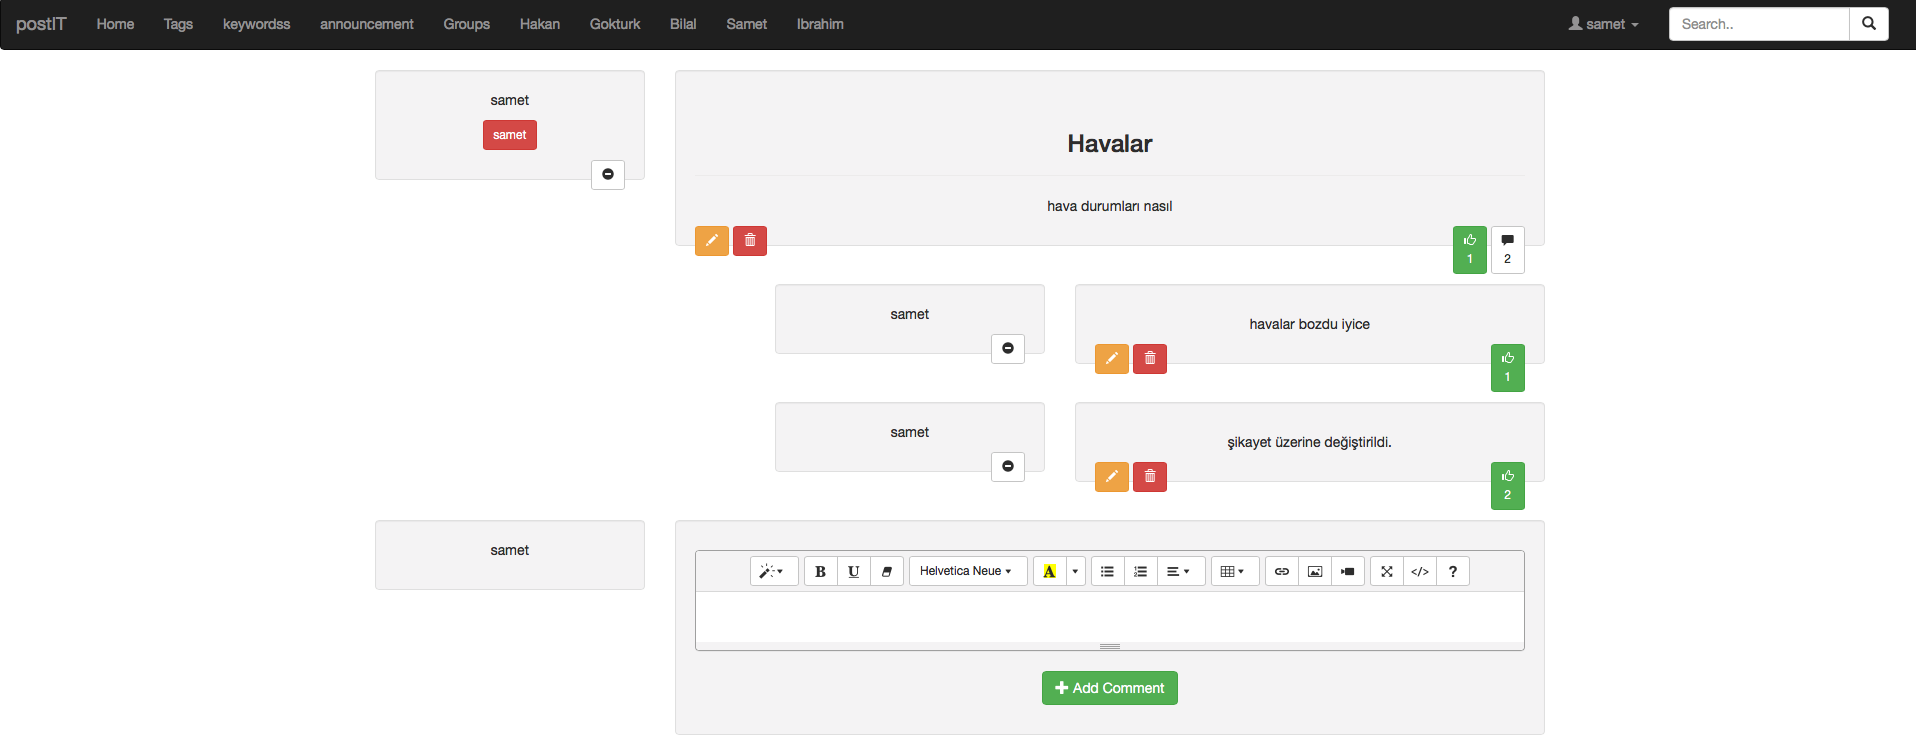 postIT Home Tags keywordss announcement Groups Hakan Gokturk Bilal Samet Ibrahim samet Search..
samet
samet
Havalar
hava durumları nasıl
1 2
samet
havalar bozdu iyice
1
samet
şikayet üzerine değiştirildi.
2
samet
B U Helvetica Neue A </> ?
Add Comment